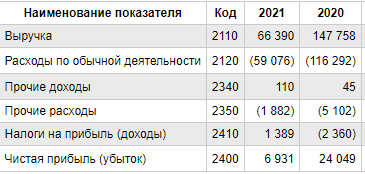 Наименование показателя Код 2021 2020
Выручка 2110 66 390 147 758
Расходы по обычной деятельности 2120 (59 076) (116 292)
Прочие доходы 2340 110 45
Прочие расходы 2350 (1 882) (5 102)
Налоги на прибыль (доходы) 2410 1 389 (2 360)
Чистая прибыль (убыток) 2400 6 931 24 049